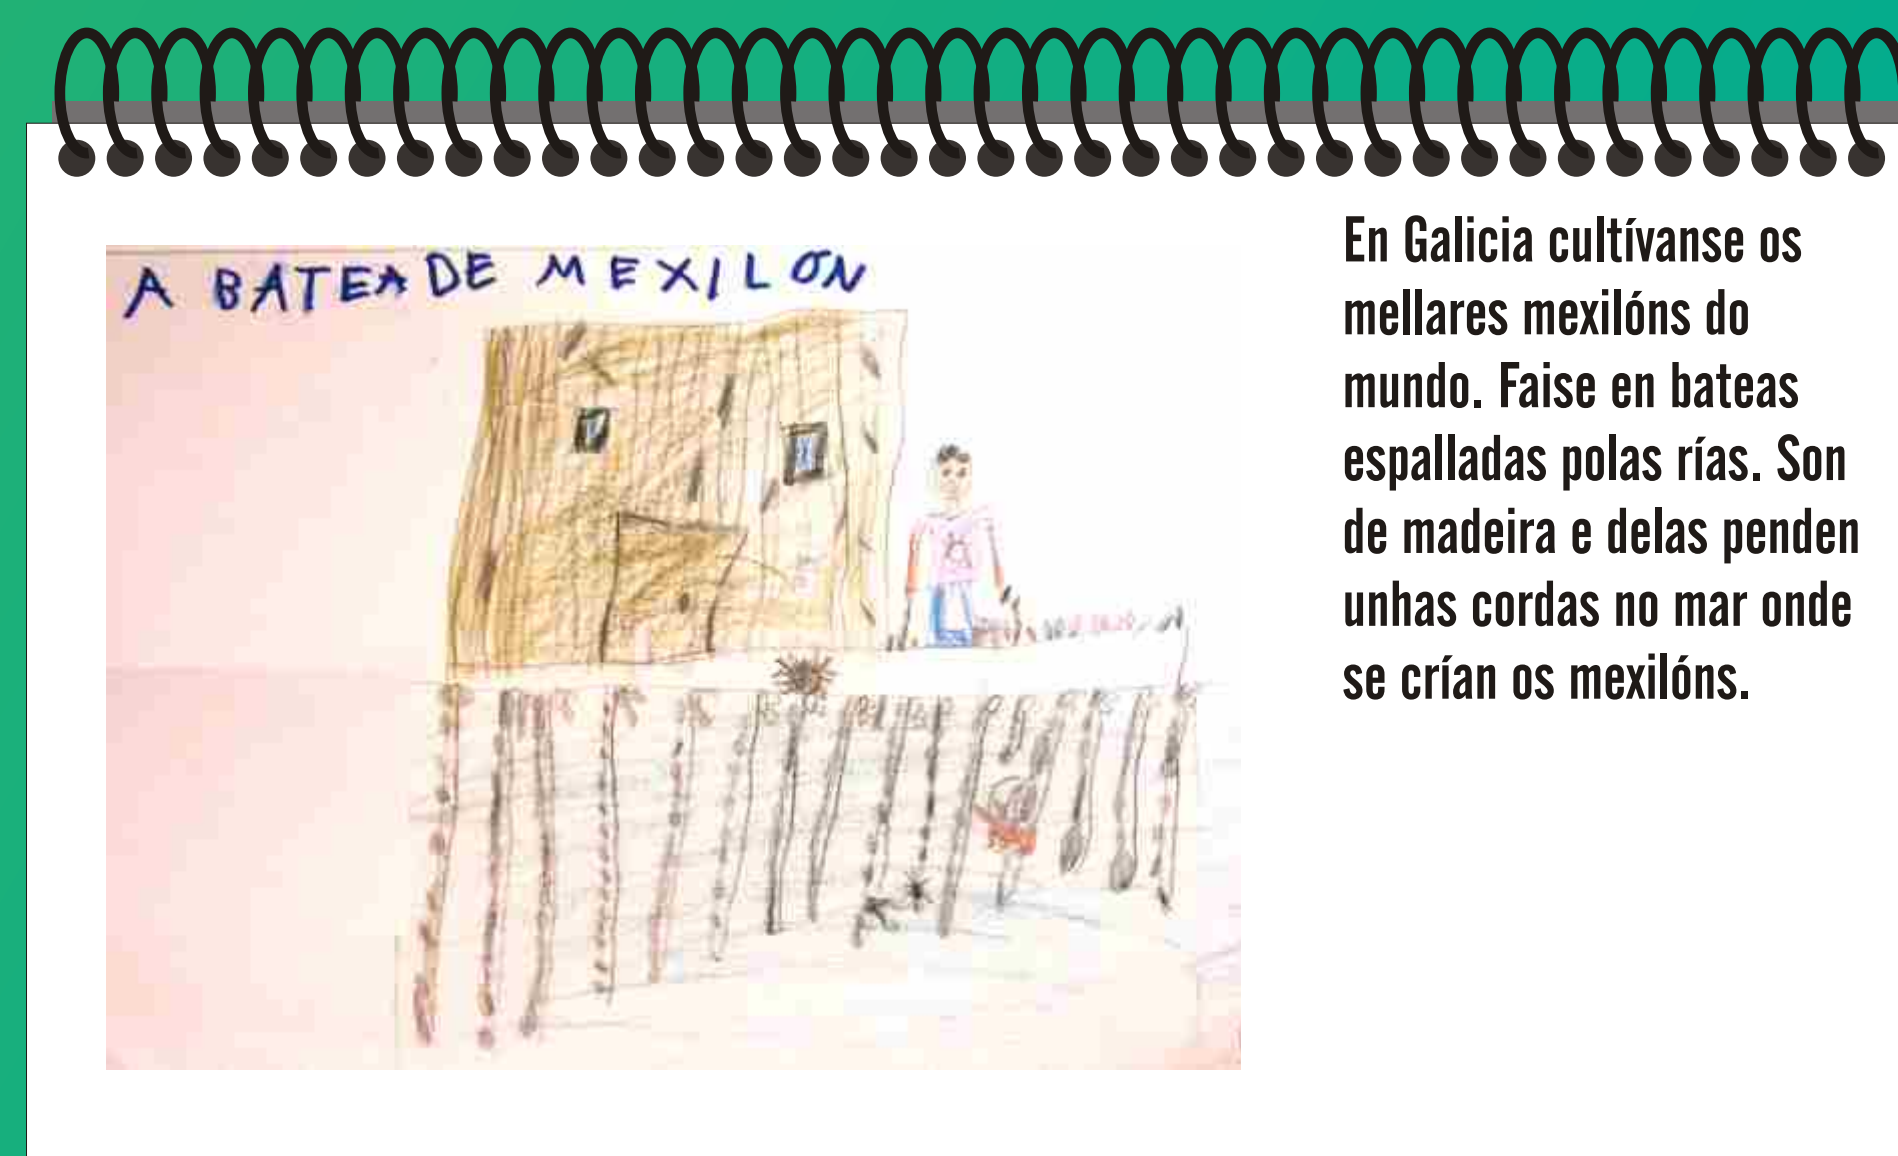 A BATEA DE MEXILON
En Galicia cultívanse os
mellares mexilóns do
mundo. Faise en bateas
espalladas polas rías. Son
de madeira e delas penden
unhas cordas no mar onde
se crían os mexilóns.